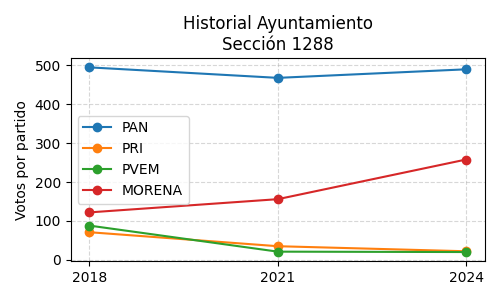 Historial Ayuntamiento
Sección 1288
Votos por partido
500
400
300
200
100
0
PAN
PRI
PVEM
MORENA
2018
2021
2024